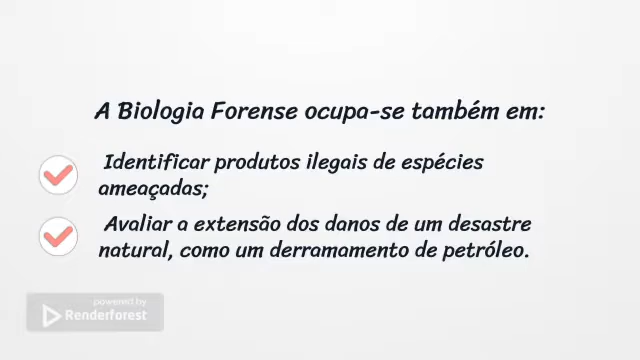 A Biologia Forense ocupa-se também em:
Identificar produtos ilegais de espécies
ameaçadas;
Avaliar a extensão dos danos de um desastre
natural, como um derramamento de petróleo.
powered by
Renderforest